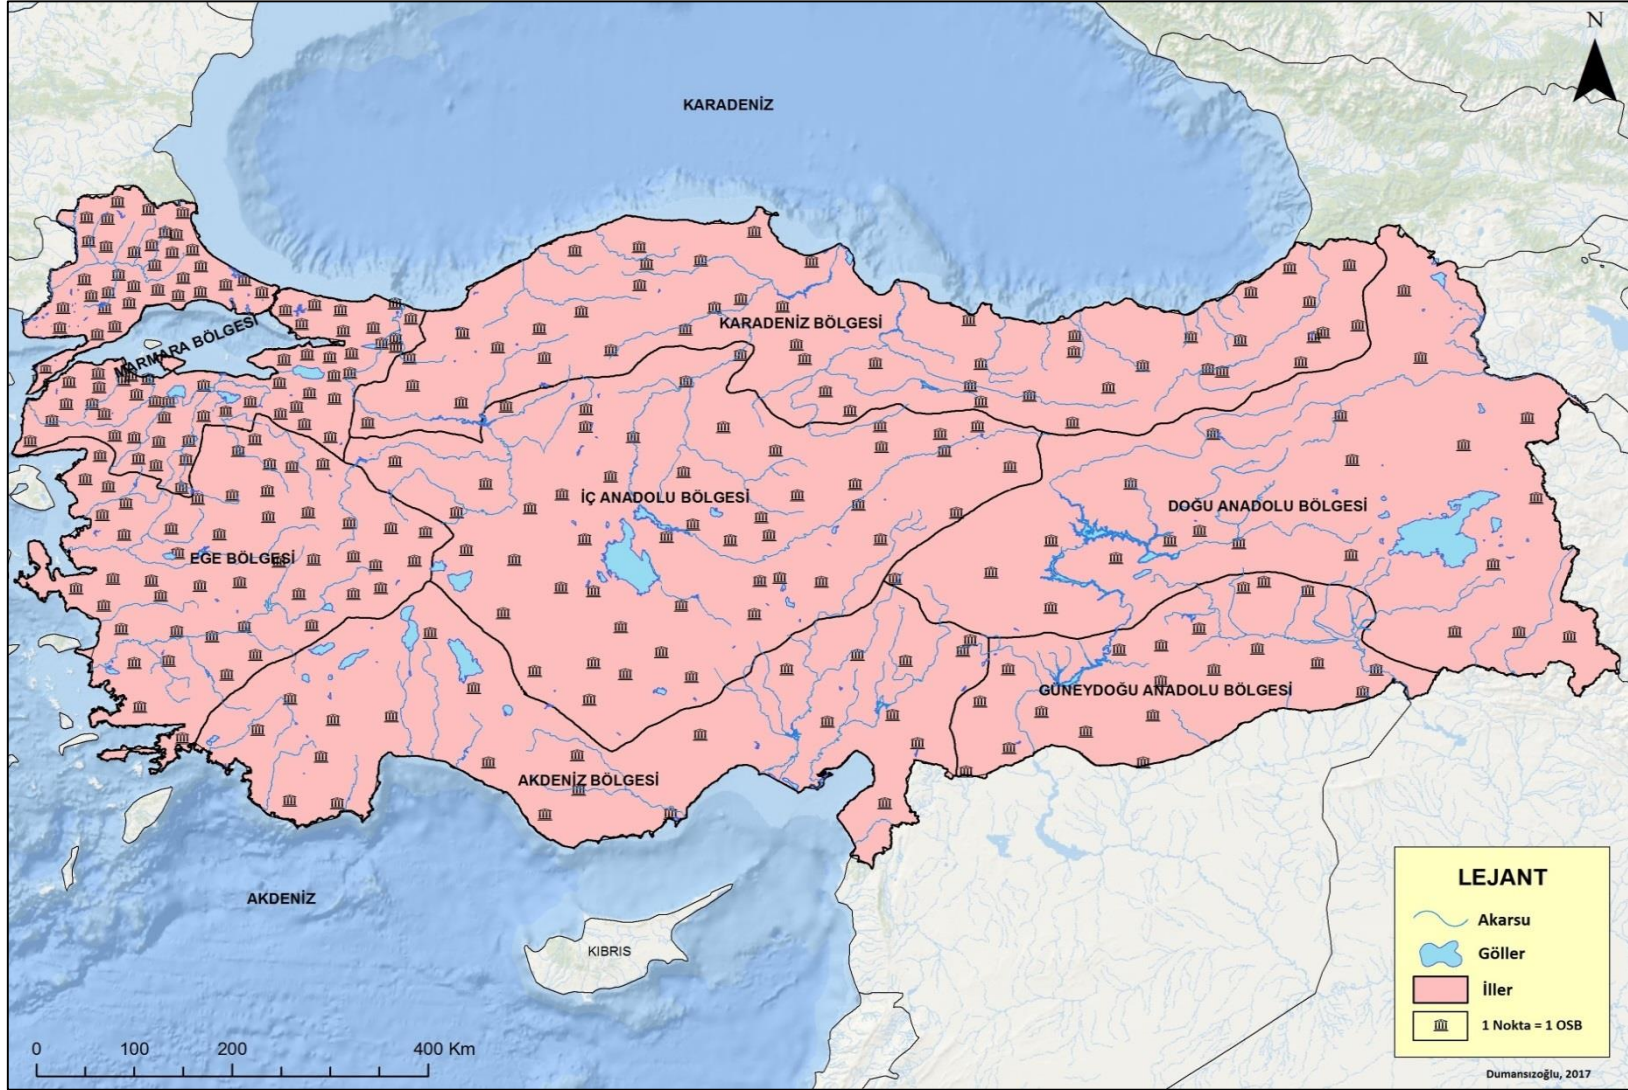 N
KARADENİZ
MARMARA BÖLGESİ
KARADENİZ BÖLGESİ
İÇ ANADOLU BÖLGESİ
DOĞU ANADOLU BÖLGESİ
EGE BÖLGESİ
GÜNEYDOĞU ANADOLU BÖLGESİ
AKDENİZ BÖLGESİ
AKDENİZ
KIBRIS
LEJANT
Akarsu
Göller
İller
1 Nokta = 1 OSB
0 100 200 400 Km
Dumansızoğlu, 2017